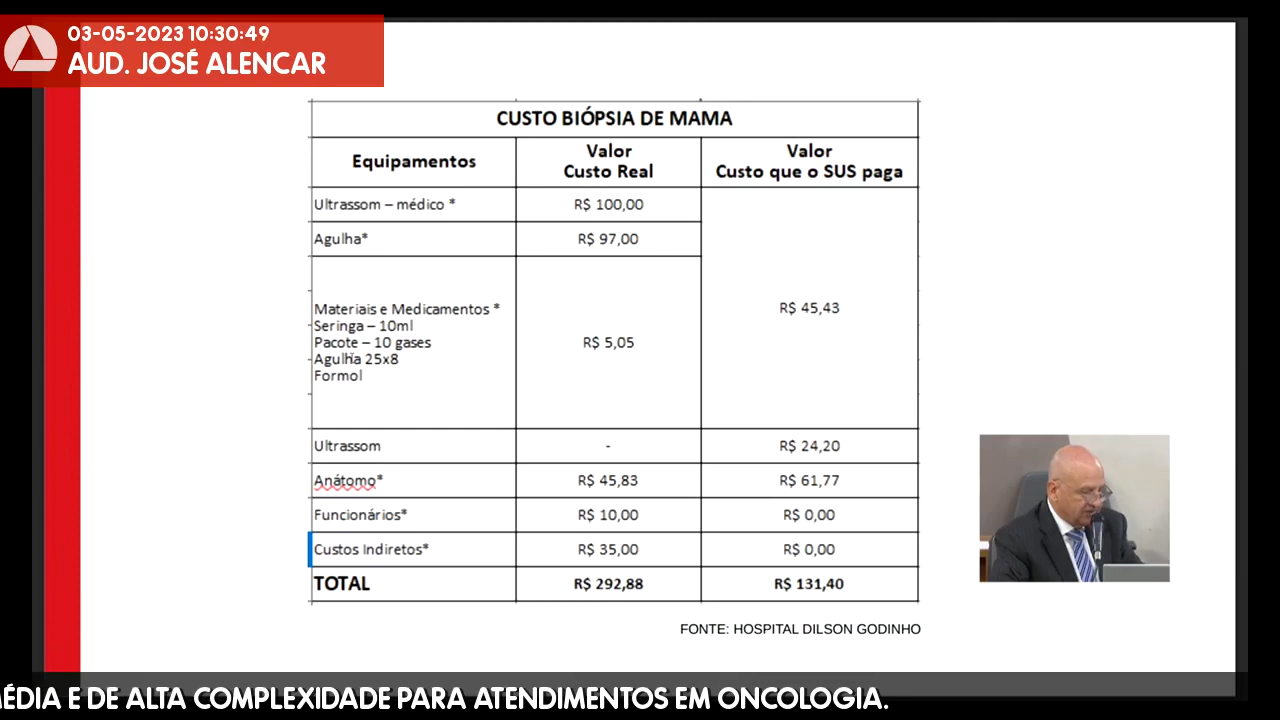 03-05-2023 10:30:49
AUD. JOSÉ ALENCAR
CUSTO BIÓPSIA DE MAMA
Equipamentos
Valor
Custo Real
Valor
Custo que o SUS paga
Ultrassom – médico *
R$ 100,00
Agulha*
R$ 97,00
Materiais e Medicamentos *
Seringa – 10ml
Pacote – 10 gases
Agulha 25x8
Formol
R$ 5,05
R$ 45,43
Ultrassom
-
R$ 24,20
Anátomo*
R$ 45,83
R$ 61,77
Funcionários*
R$ 10,00
R$ 0,00
Custos Indiretos*
R$ 35,00
R$ 0,00
TOTAL
R$ 292,88
R$ 131,40
FONTE: HOSPITAL DILSON GODINHO
MÉDIA E DE ALTA COMPLEXIDADE PARA ATENDIMENTOS EM ONCOLOGIA.